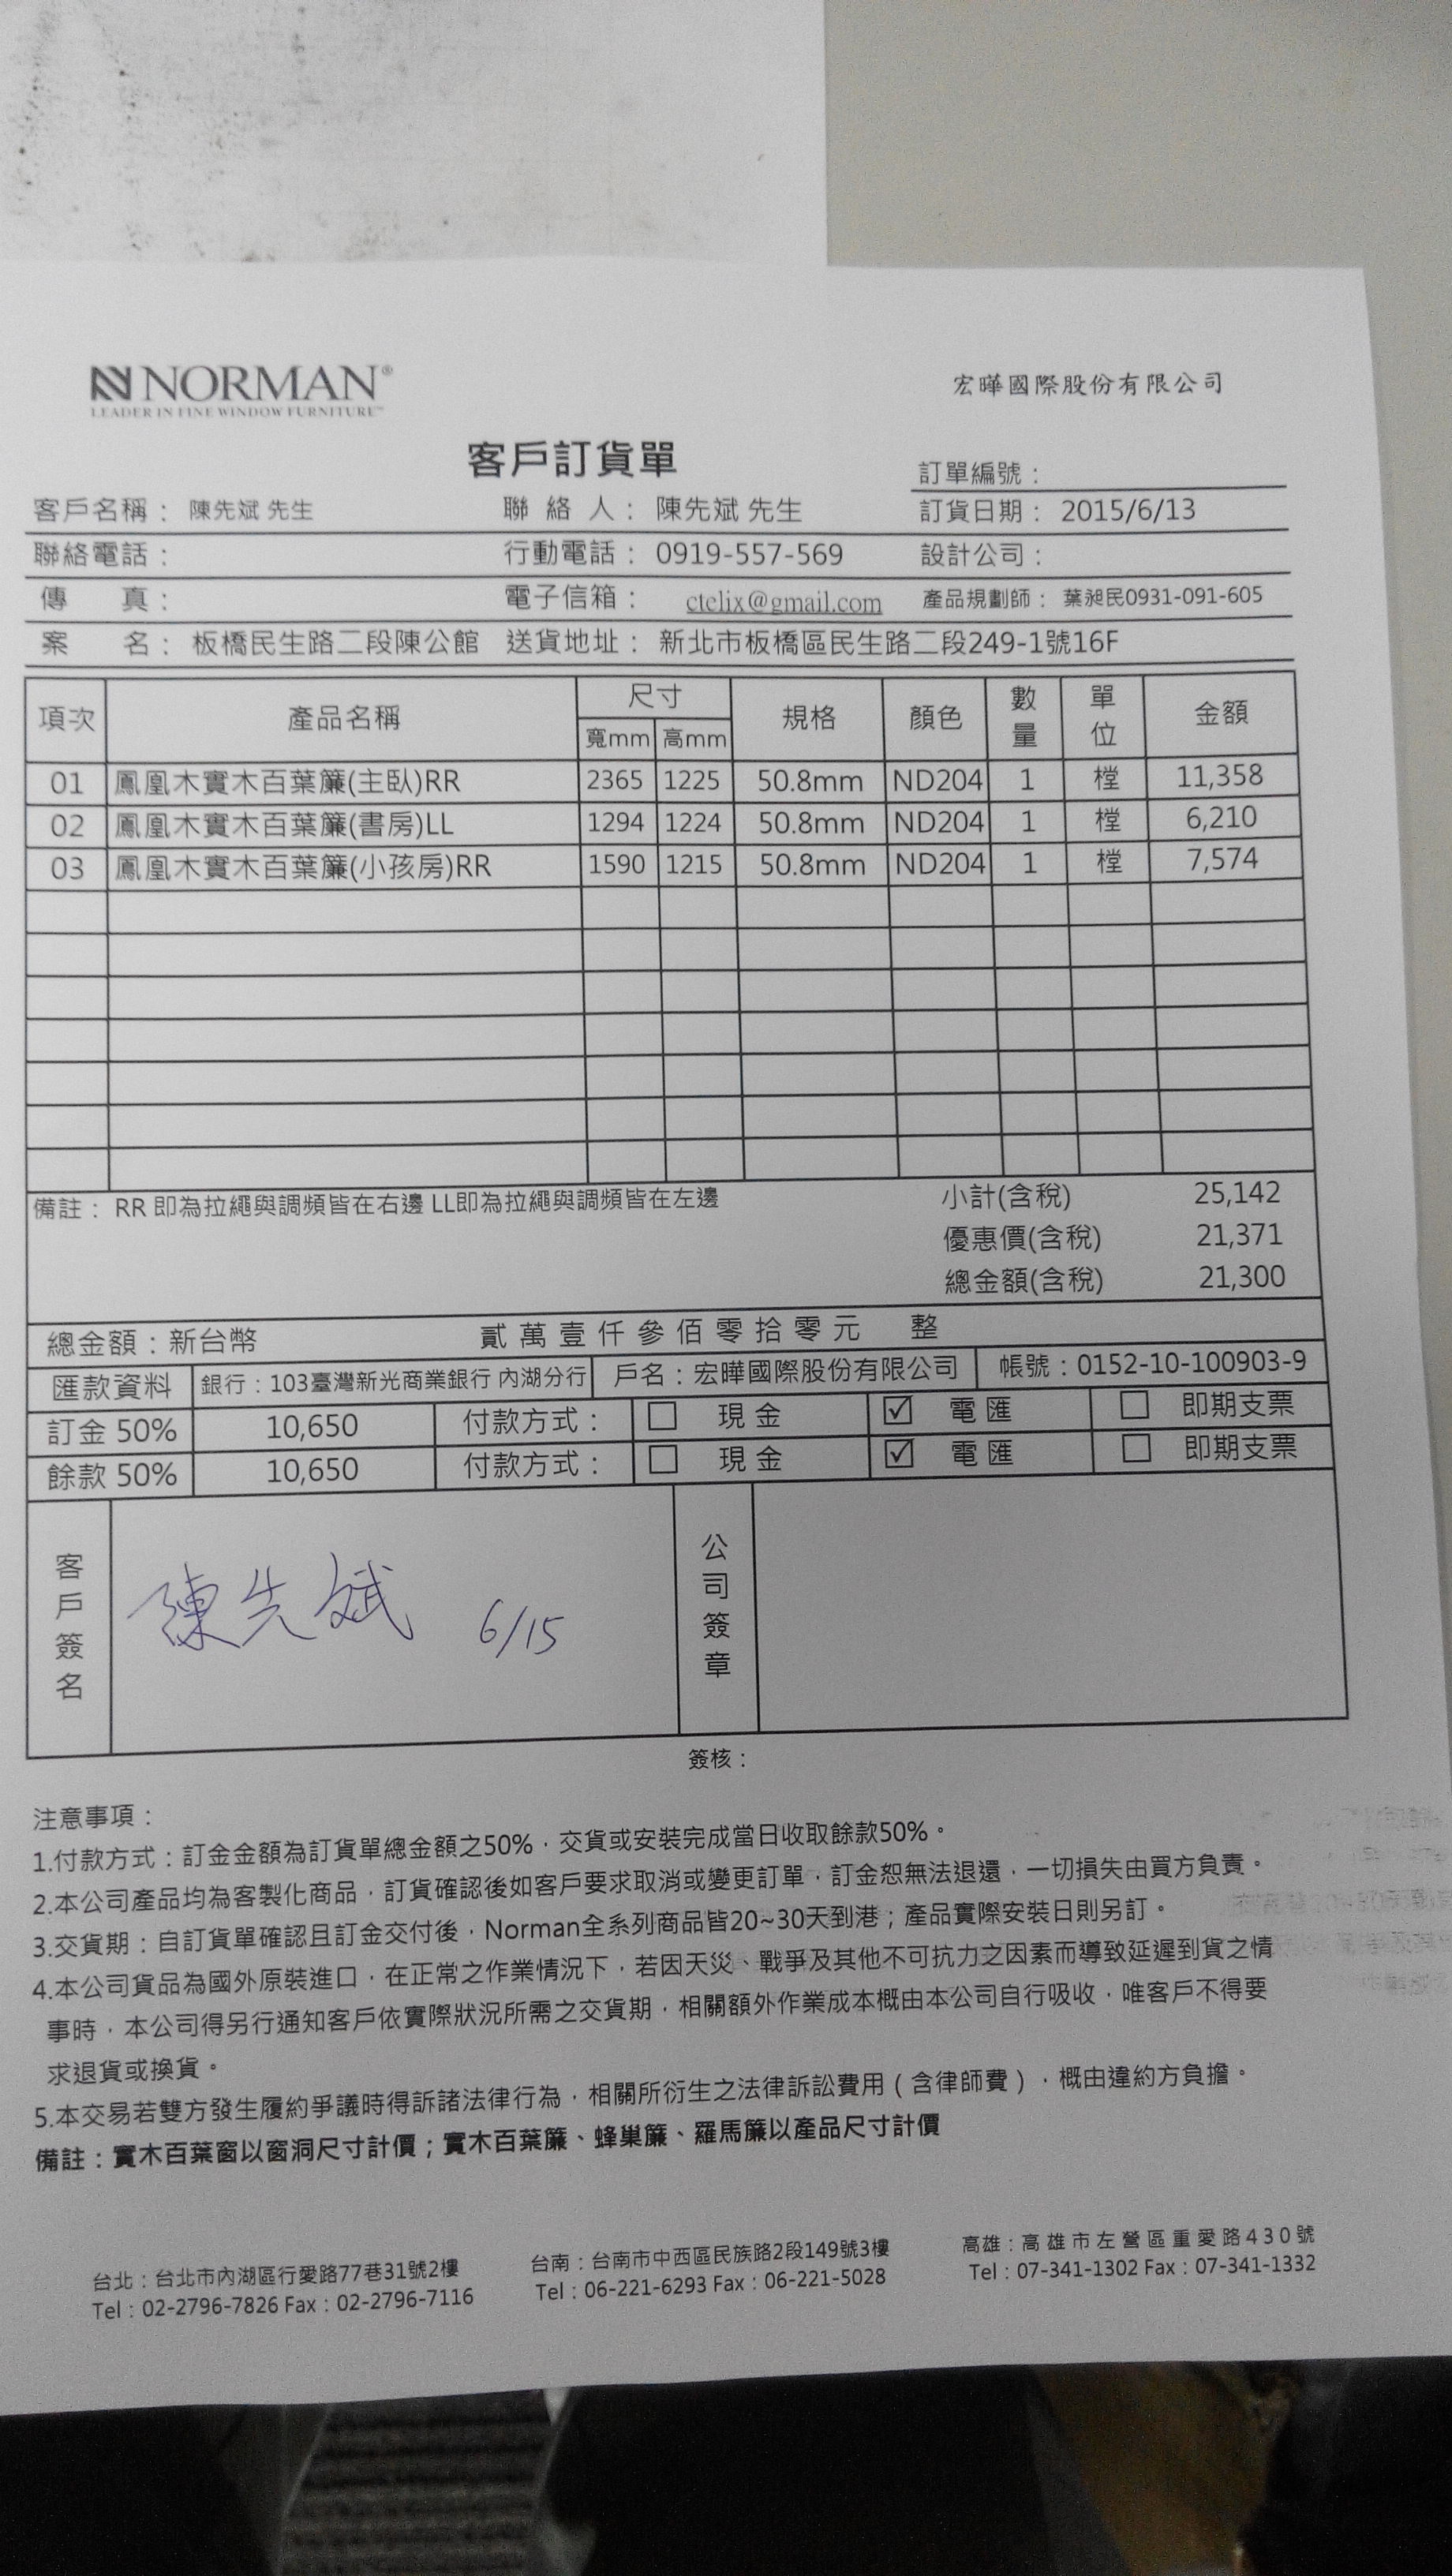 NORMAN®
LEADER IN FINE WINDOW FURNITURE™
宏曄國際股份有限公司
客戶訂貨單
訂單編號：
客戶名稱： 陳先斌 先生 聯絡人： 陳先斌 先生 訂貨日期： 2015/6/13
聯絡電話： 行動電話： 0919-557-569 設計公司：
傳真： 電子信箱： ctelix@gmail.com 產品規劃師： 葉昶民0931-091-605
案名： 板橋民生路二段陳公館 送貨地址： 新北市板橋區民生路二段249-1號16F
項次 產品名稱 尺寸 規格 顏色 數量 單位 金額
寬mm 高mm
01 鳳凰木實木百葉簾(主臥)RR 2365 1225 50.8mm ND204 1 樘 11,358
02 鳳凰木實木百葉簾(書房)LL 1294 1224 50.8mm ND204 1 樘 6,210
03 鳳凰木實木百葉簾(小孩房)RR 1590 1215 50.8mm ND204 1 樘 7,574
備註： RR 即為拉繩與調頻皆在右邊 LL即為拉繩與調頻皆在左邊 小計(含稅) 25,142
優惠價(含稅) 21,371
總金額(含稅) 21,300
總金額：新台幣 貳萬壹仟參佰零拾零元 整
匯款資料 銀行：103臺灣新光商業銀行 內湖分行 戶名：宏曄國際股份有限公司 帳號：0152-10-100903-9
訂金 50% 10,650 付款方式： ☐ 現金 ☑ 電匯 ☐ 即期支票
餘款 50% 10,650 付款方式： ☐ 現金 ☑ 電匯 ☐ 即期支票
客戶簽名 陳先斌 6/15 公司簽章
簽核：
注意事項：
1.付款方式：訂金金額為訂貨單總金額之50%，交貨或安裝完成當日收取餘款50%。
2.本公司產品均為客製化商品，訂貨確認後如客戶要求取消或變更訂單，訂金恕無法退還，一切損失由買方負責。
3.交貨期：自訂貨單確認且訂金交付後，Norman全系列商品皆20~30天到港；產品實際安裝日則另訂。
4.本公司貨品為國外原裝進口，在正常之作業情況下，若因天災、戰爭及其他不可抗力之因素而導致延遲到貨之情
事時，本公司得另行通知客戶依實際狀況所需之交貨期，相關額外作業成本概由本公司自行吸收，唯客戶不得要
求退貨或換貨。
5.本交易若雙方發生履約爭議時得訴諸法律行為，相關所衍生之法律訴訟費用（含律師費），概由違約方負擔。
備註：實木百葉窗以窗洞尺寸計價；實木百葉簾、蜂巢簾、羅馬簾以產品尺寸計價
台北：台北市內湖區行愛路77巷31號2樓
Tel：02-2796-7826 Fax：02-2796-7116
台南：台南市中西區民族路2段149號3樓
Tel：06-221-6293 Fax：06-221-5028
高雄：高雄市左營區重愛路430號
Tel：07-341-1302 Fax：07-341-1332